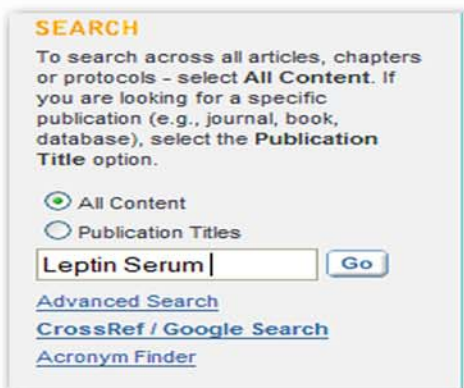 SEARCH
To search across all articles, chapters
or protocols - select All Content. If
you are looking for a specific
publication (e.g., journal, book,
database), select the Publication
Title option.
All Content
Publication Titles
Leptin Serum
Go
Advanced Search
CrossRef / Google Search
Acronym Finder